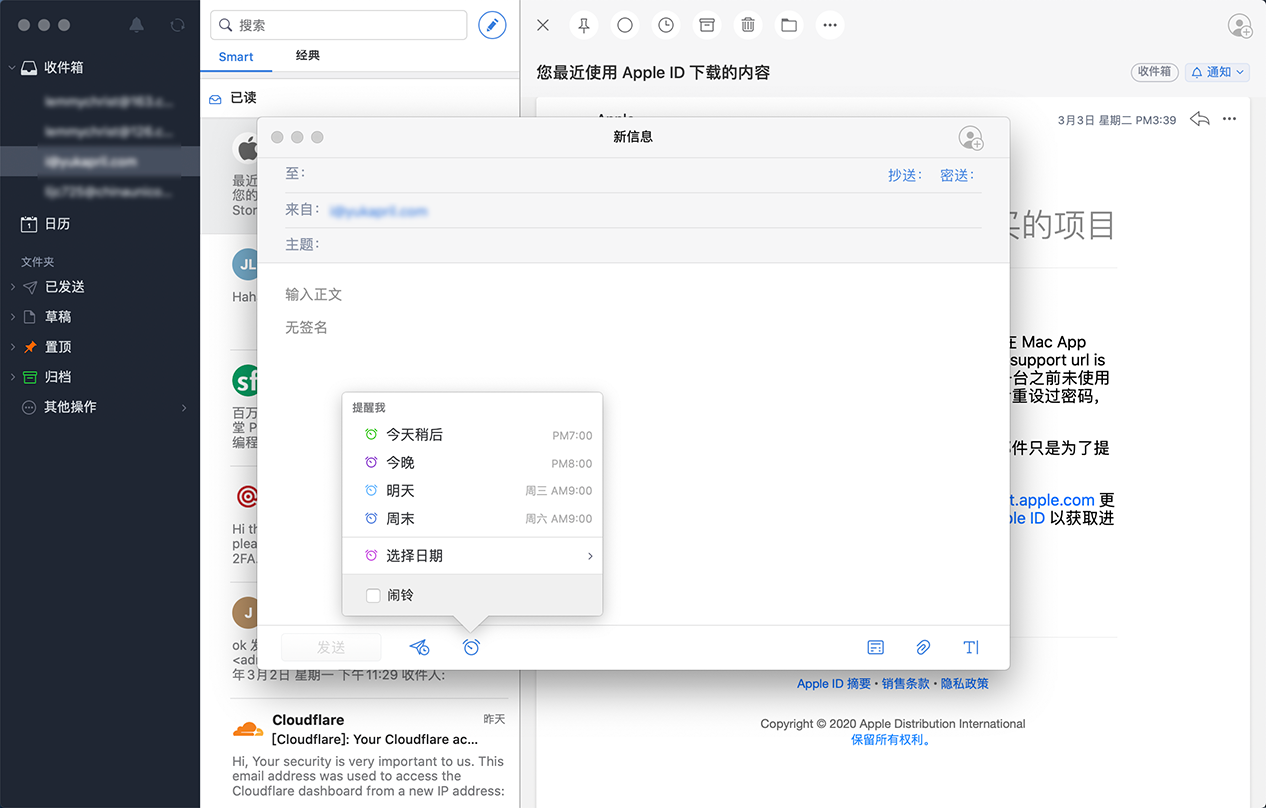 收件箱
日历
文件夹
已发送
草稿
置顶
归档
其他操作
搜索
Smart
经典
已读
最近
您的
Stor
JL
Hah
sf
百万
堂 P
编程
Hi th
plea
2FA.
J
ok 发
<adr
年3月2日 星期一 下午11:29 收件人:
Cloudflare
昨天
[Cloudflare]: Your Cloudflare ac...
Hi, Your security is very important to us. This
email address was used to access the
Cloudflare dashboard from a new IP address:
您最近使用 Apple ID 下载的内容
收件箱
通知
3月3日 星期二 PM3:39
买的项目
在 Mac App
support url is
一台之前未使用
重设过密码，
邮件只是为了提
t.apple.com 更
ple ID 以获取进
Apple ID 摘要 • 销售条款 • 隐私政策
Copyright © 2020 Apple Distribution International
保留所有权利。
新信息
至：
抄送：
密送：
来自：
主题：
输入正文
无签名
提醒我
今天稍后
PM7:00
今晚
PM8:00
明天
周三 AM9:00
周末
周六 AM9:00
选择日期
闹铃
发送